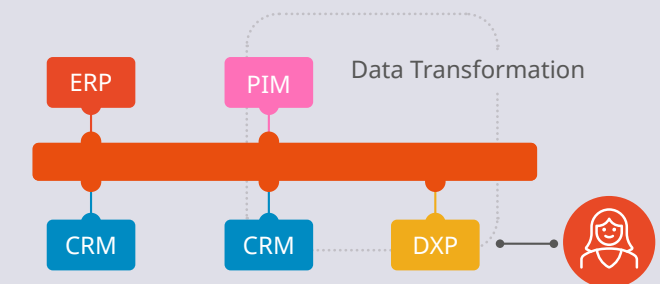 ERP
PIM
Data Transformation
CRM
CRM
DXP